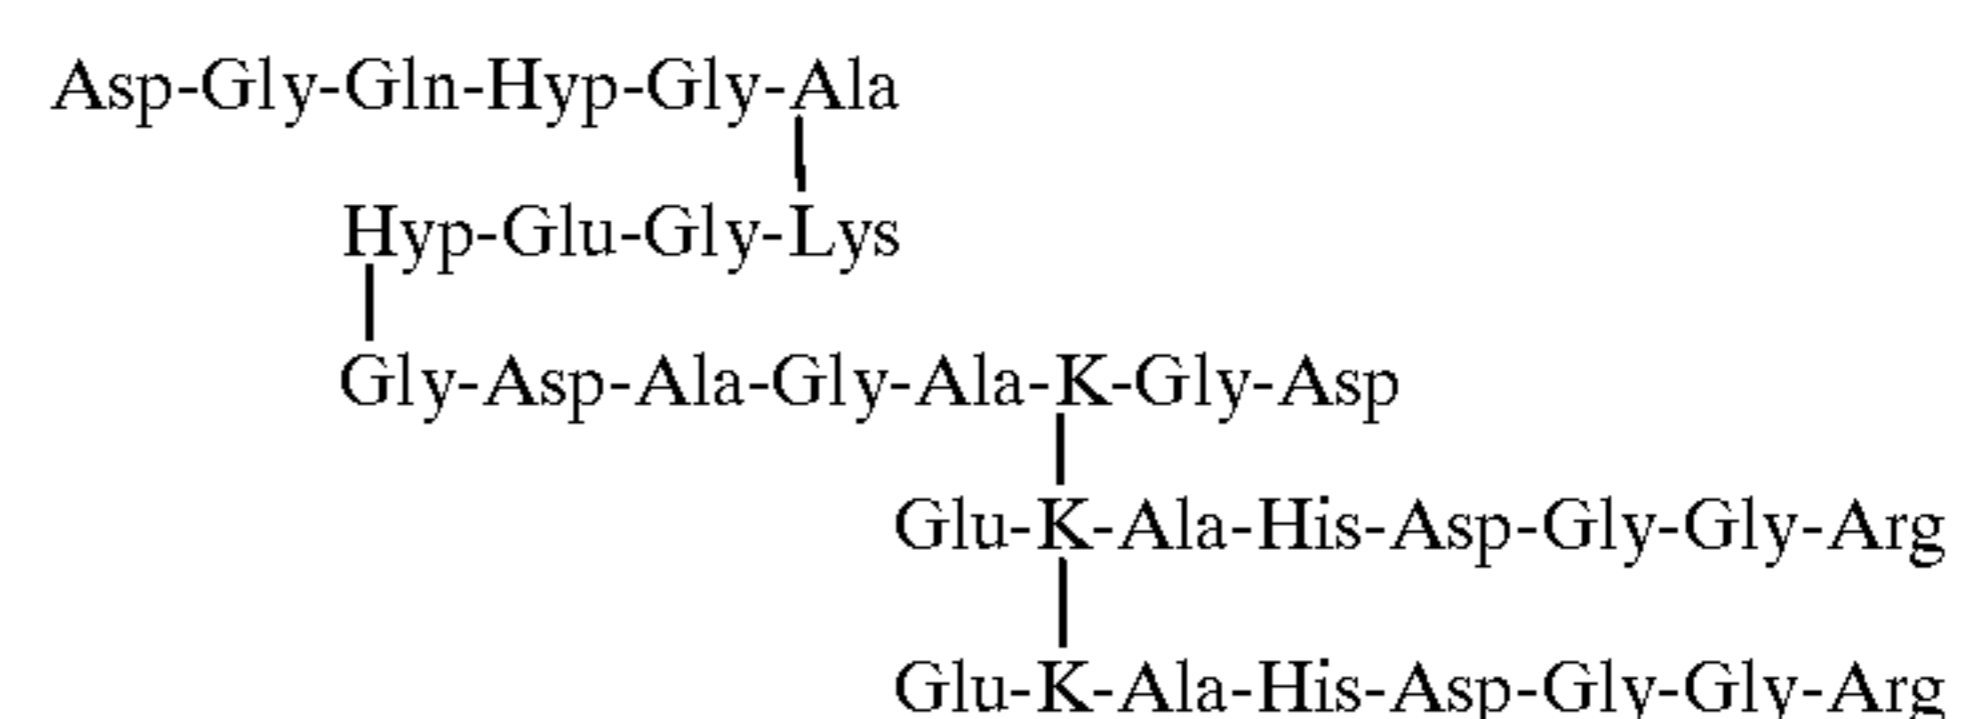 Asp-Gly-Gln-Hyp-Gly-Ala
Hyp-Glu-Gly-Lys
Gly-Asp-Ala-Gly-Ala-K-Gly-Asp
Glu-K-Ala-His-Asp-Gly-Gly-Arg
Glu-K-Ala-His-Asp-Gly-Gly-Arg